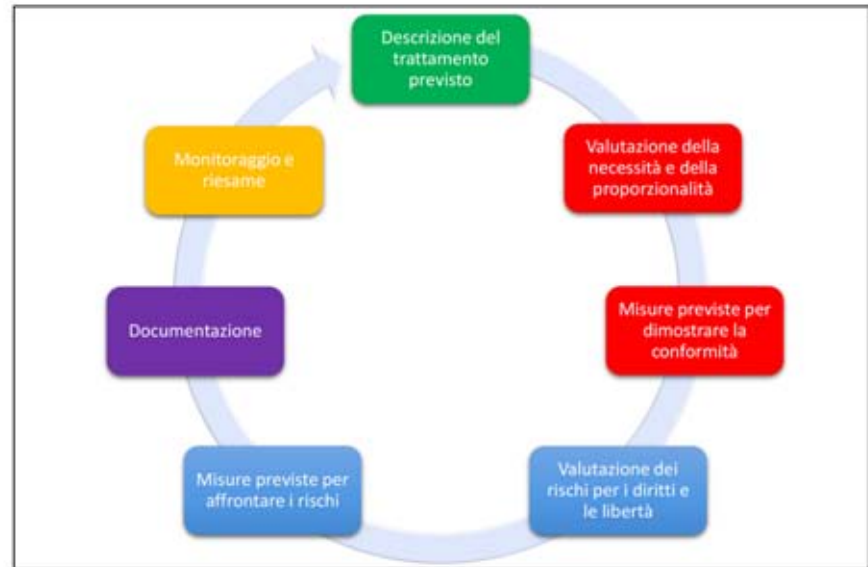 Descrizione del
trattamento
previsto
Valutazione della
necessità e della
proporzionalità
Misure previste per
dimostrare la
conformità
Valutazione dei
rischi per i diritti e
le libertà
Misure previste per
affrontare i rischi
Documentazione
Monitoraggio e
riesame